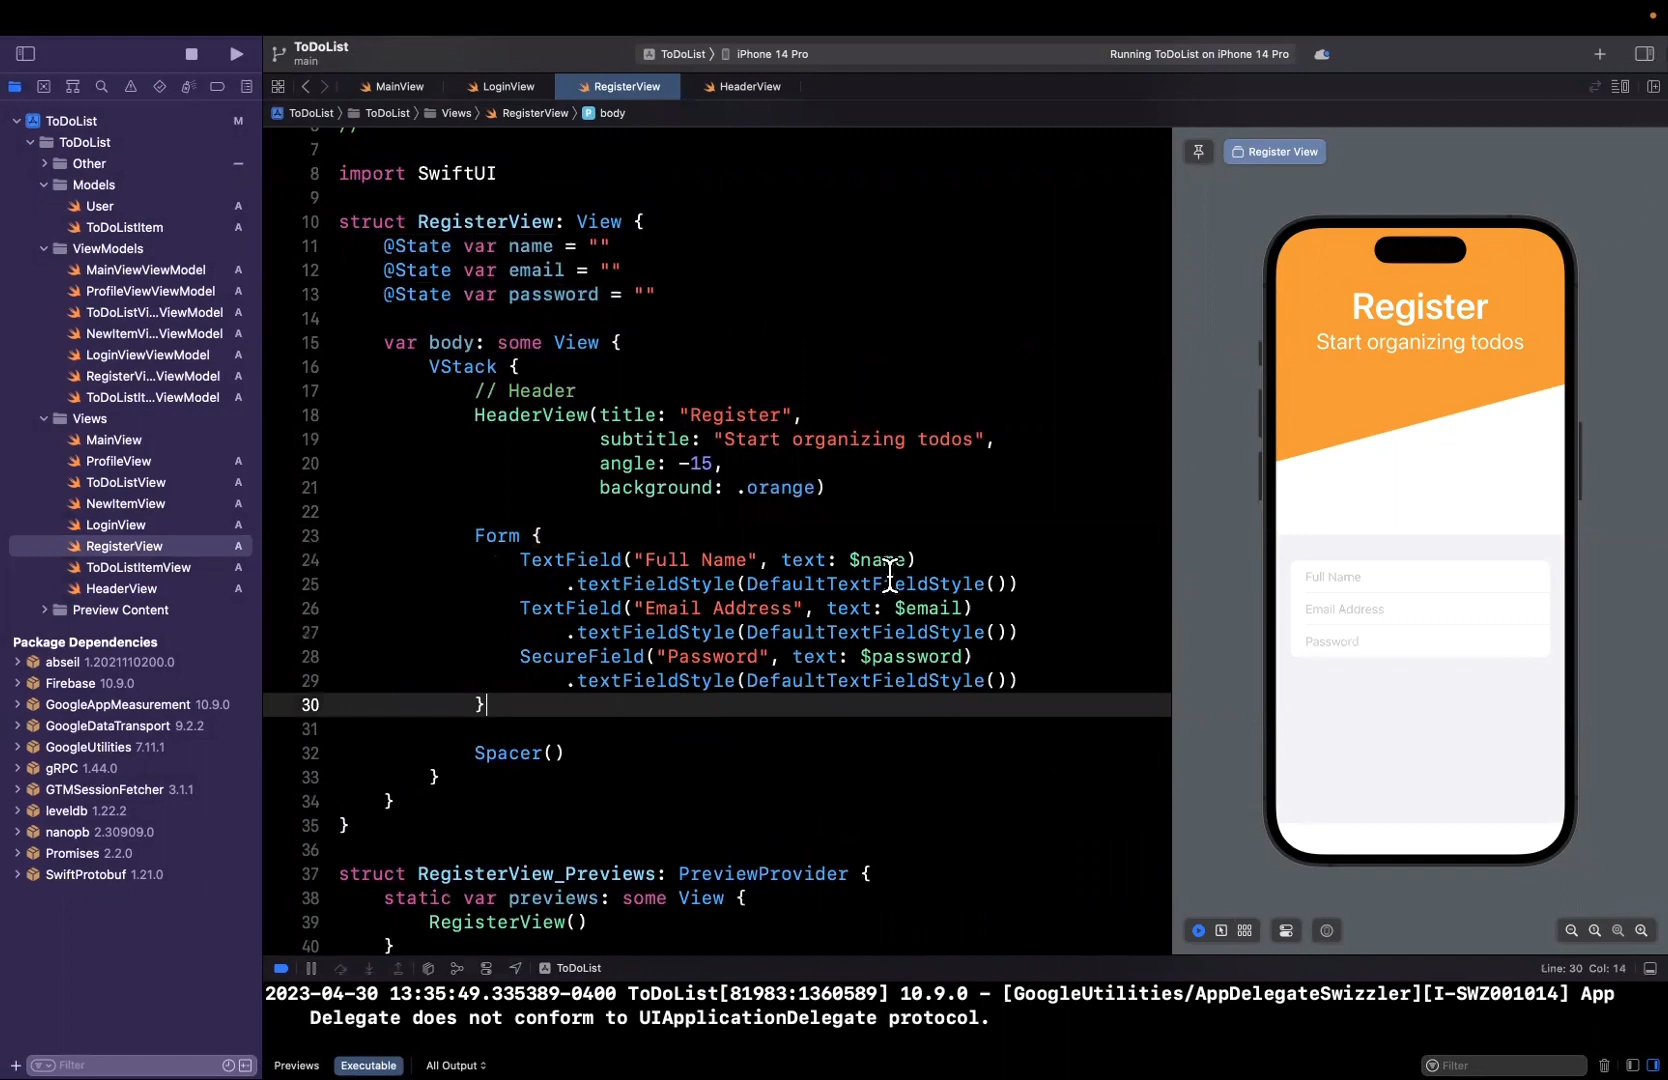 ToDoList
main
ToDoList 〉 iPhone 14 Pro
Running ToDoList on iPhone 14 Pro
MainView
LoginView
RegisterView
HeaderView
ToDoList 〉 ToDoList 〉 Views 〉 RegisterView 〉 body
ToDoList M
ToDoList
Other
Models
User A
ToDoListItem A
ViewModels
MainViewViewModel A
ProfileViewViewModel A
ToDoListVi...ViewModel A
NewItemVi...ViewModel A
LoginViewViewModel A
RegisterVi...ViewModel A
ToDoListIt...ViewModel A
Views
MainView
ProfileView A
ToDoListView A
NewItemView A
LoginView A
RegisterView A
ToDoListItemView A
HeaderView A
Preview Content
Package Dependencies
abseil 1.2021110200.0
Firebase 10.9.0
GoogleAppMeasurement 10.9.0
GoogleDataTransport 9.2.2
GoogleUtilities 7.11.1
gRPC 1.44.0
GTMSessionFetcher 3.1.1
leveldb 1.22.2
nanopb 2.30909.0
Promises 2.2.0
SwiftProtobuf 1.21.0
Filter
7
8 import SwiftUI
9
10 struct RegisterView: View {
11 @State var name = ""
12 @State var email = ""
13 @State var password = ""
14
15 var body: some View {
16 VStack {
17 // Header
18 HeaderView(title: "Register",
19 subtitle: "Start organizing todos",
20 angle: -15,
21 background: .orange)
22
23 Form {
24 TextField("Full Name", text: $name)
25 .textFieldStyle(DefaultTextFieldStyle())
26 TextField("Email Address", text: $email)
27 .textFieldStyle(DefaultTextFieldStyle())
28 SecureField("Password", text: $password)
29 .textFieldStyle(DefaultTextFieldStyle())
30 }
31
32 Spacer()
33 }
34 }
35 }
36
37 struct RegisterView_Previews: PreviewProvider {
38 static var previews: some View {
39 RegisterView()
40 }
Register View
Register
Start organizing todos
Full Name
Email Address
Password
ToDoList
Line: 30 Col: 14
2023-04-30 13:35:49.335389-0400 ToDoList[81983:1360589] 10.9.0 - [GoogleUtilities/AppDelegateSwizzler][I-SWZ001014] App
Delegate does not conform to UIApplicationDelegate protocol.
Previews
Executable
All Output
Filter